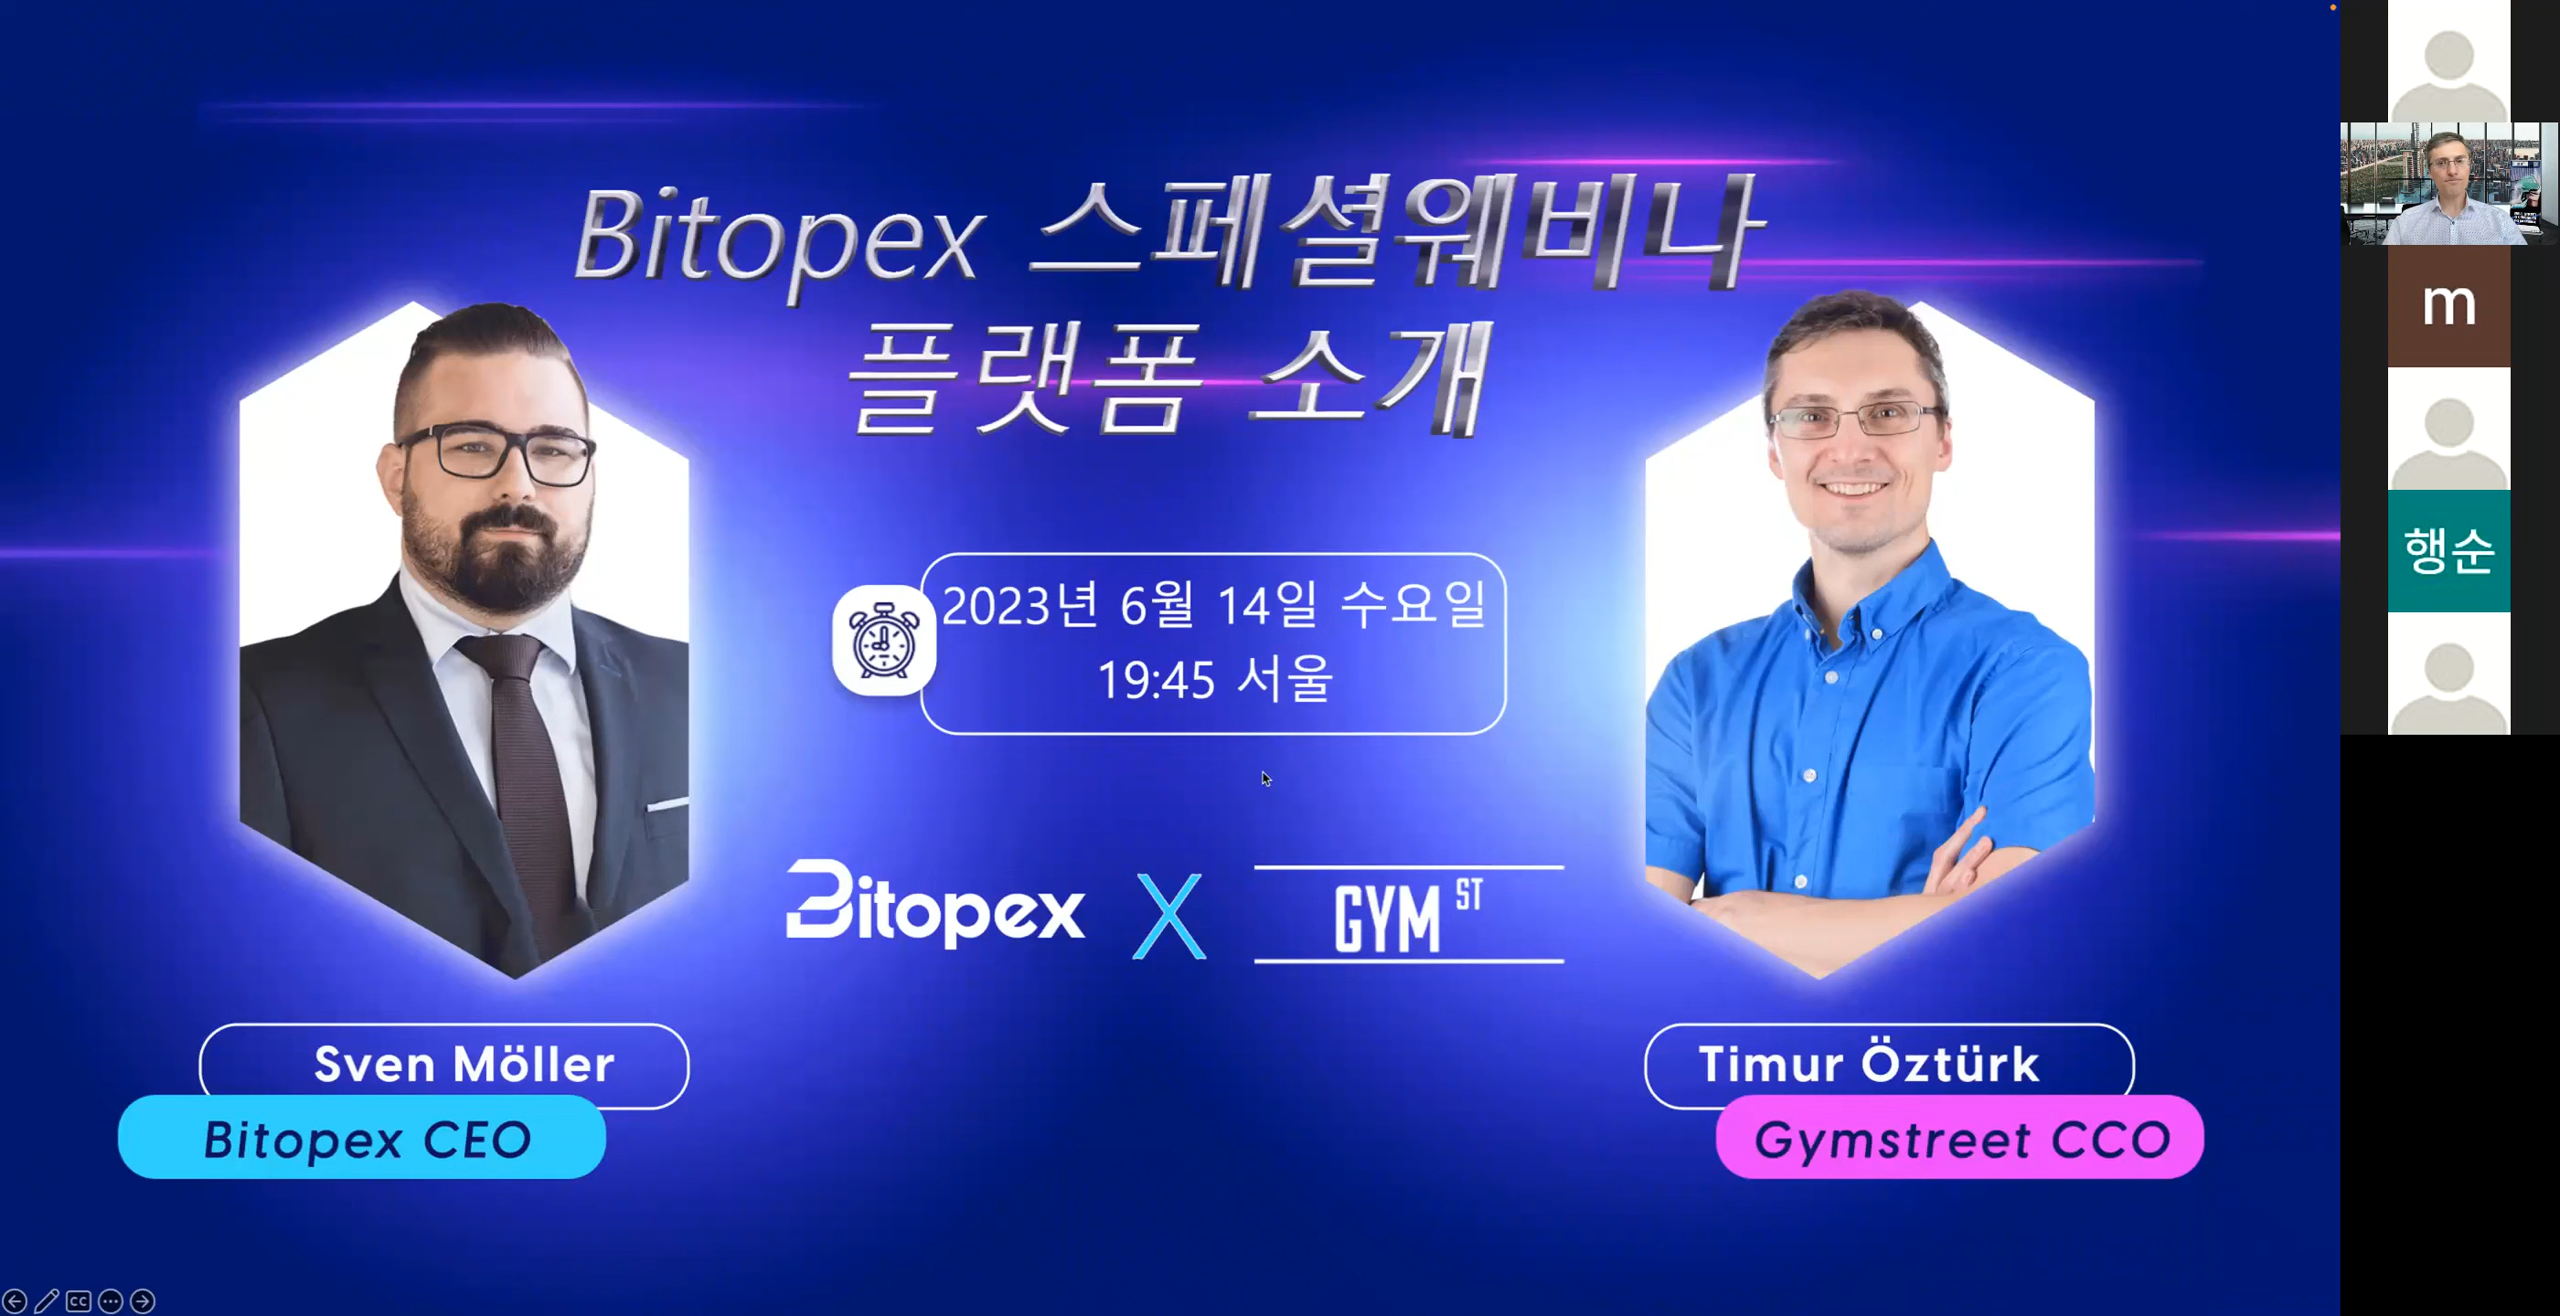 Bitopex 스페셜웨비나
플랫폼 소개
2023년 6월 14일 수요일
19:45 서울
Bitopex X GYM ST
Sven Möller
Bitopex CEO
Timur Öztürk
Gymstreet CCO
m
행순
CC